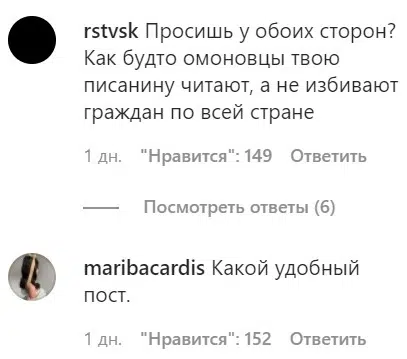 rstvsk Просишь у обоих сторон?
Как будто омоновцы твою
писанину читают, а не избивают
граждан по всей стране
1 дн. "Нравится": 149 Ответить
Посмотреть ответы (6)
maribacardis Какой удобный
пост.
1 дн. "Нравится": 152 Ответить